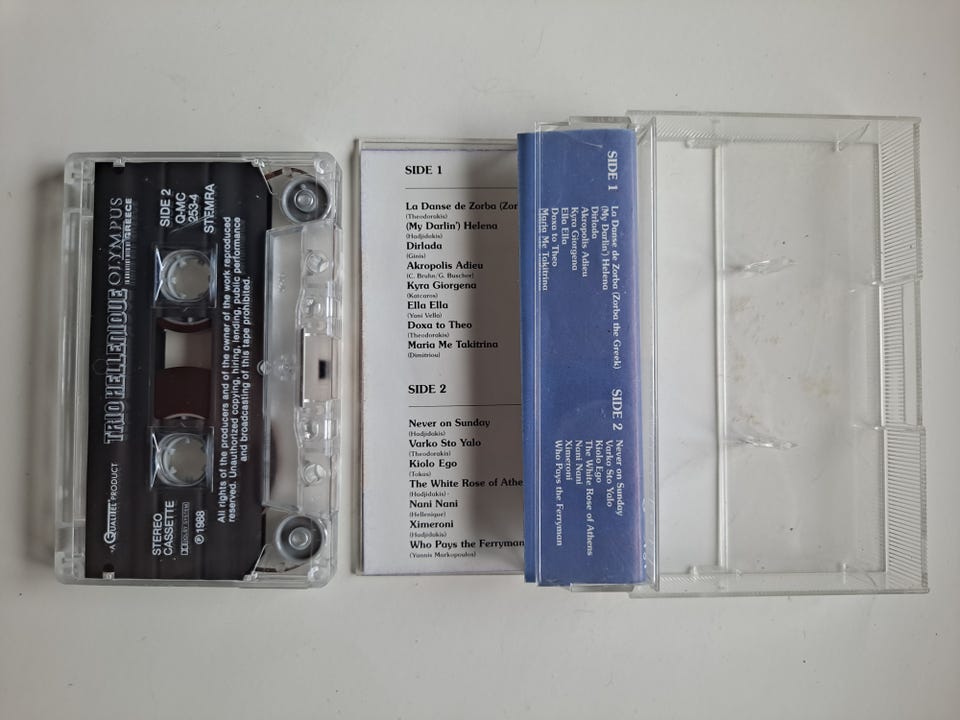 TRIO HELLENIQUE OLYMPUS
GREECE
SIDE 2
Q-MC
253-4
STEMRA
A QUALITEL PRODUCT
STEREO
CASSETTE
DOLBY SYSTEM
℗ 1988
All rights of the producers and of the owner of the work reproduced
reserved. Unauthorized copying, hiring, lending, public performance
and broadcasting of this tape prohibited.
SIDE 1
La Danse de Zorba (Zor
(Theodorakis)
(My Darlin') Helena
(Hadjidakis)
Dirlada
(Ginis)
Akropolis Adieu
(C. Bruhn/G. Buschor)
Kyra Giorgena
(Katcaros)
Ella Ella
(Yani Vella)
Doxa to Theo
(Theodorakis)
Maria Me Takitrina
(Dimitriou)
SIDE 2
Never on Sunday
(Hadjidakis)
Varko Sto Yalo
(Theodorakis)
Kiolo Ego
(Tokas)
The White Rose of Athe
(Hadjidakis)
Nani Nani
(Hellenique)
Ximeroni
(Hadjidakis)
Who Pays the Ferryman
(Yannis Markopoulos)
SIDE 1
La Danse de Zorba (Zorba the Greek)
(My Darlin') Helena
Dirlada
Akropolis Adieu
Kyra Giorgena
Ella Ella
Doxa to Theo
Maria Me Takitrina
SIDE 2
Never on Sunday
Varko Sto Yalo
Kiolo Ego
The White Rose of Athens
Nani Nani
Ximeroni
Who Pays the Ferryman